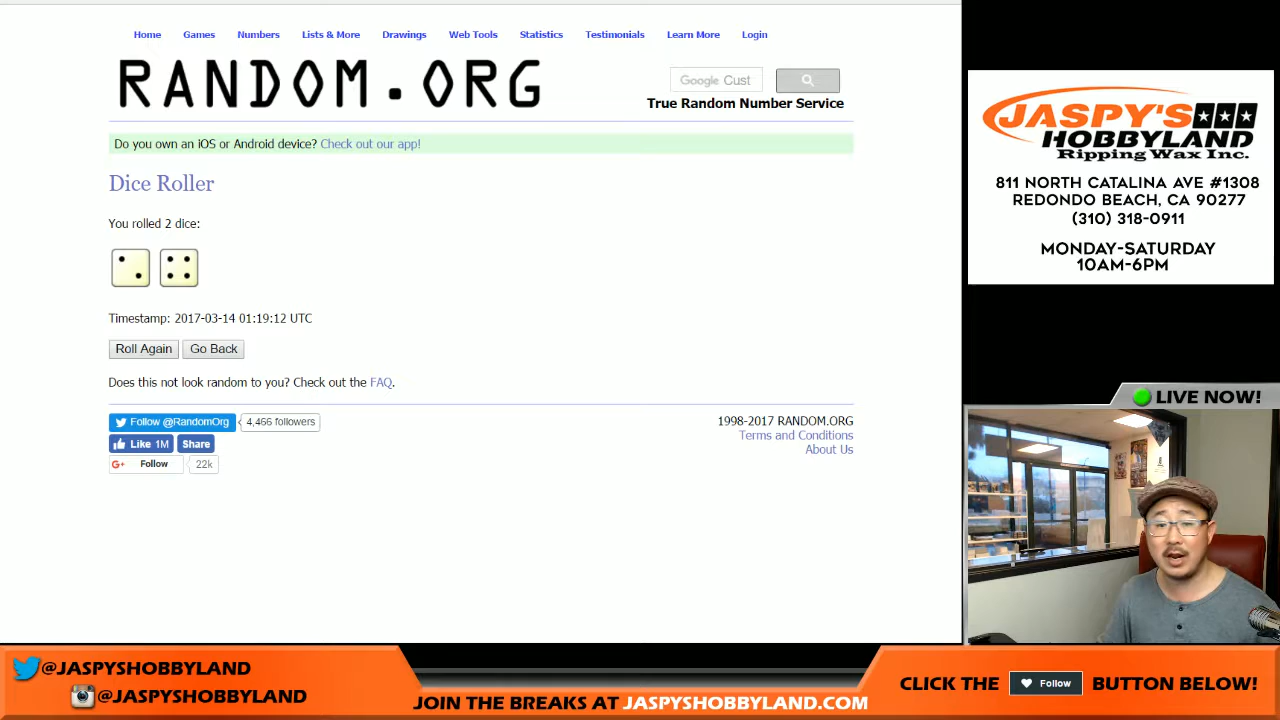 Home Games Numbers Lists & More Drawings Web Tools Statistics Testimonials Learn More Login
RANDOM.ORG
Google Cust
True Random Number Service
Do you own an iOS or Android device? Check out our app!
Dice Roller
You rolled 2 dice:
Timestamp: 2017-03-14 01:19:12 UTC
Roll Again Go Back
Does this not look random to you? Check out the FAQ.
Follow @RandomOrg 4,466 followers
Like 1M Share
G+ Follow 22k
1998-2017 RANDOM.ORG
Terms and Conditions
About Us
JASPY'S
HOBBYLAND
Ripping Wax Inc.
811 NORTH CATALINA AVE #1308
REDONDO BEACH, CA 90277
(310) 318-0911
MONDAY-SATURDAY
10AM-6PM
LIVE NOW!
@JASPYSHOBBYLAND
@JASPYSHOBBYLAND
JOIN THE BREAKS AT JASPYSHOBBYLAND.COM
CLICK THE Follow BUTTON BELOW!